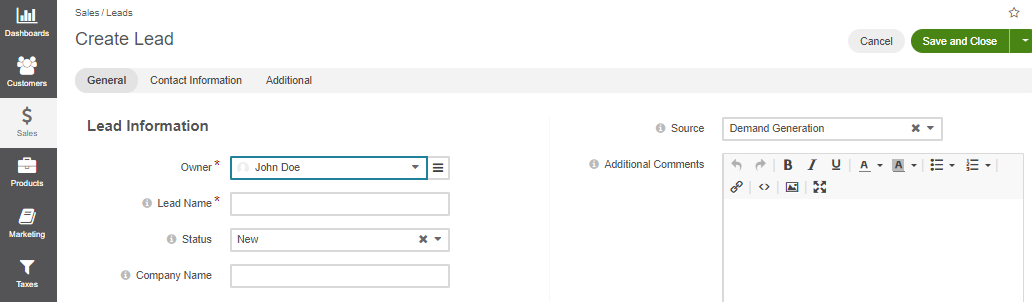 Dashboards
Customers
$
Sales
Products
Marketing
Taxes
Sales / Leads
Create Lead
Cancel
Save and Close
General Contact Information Additional
Lead Information
Owner * John Doe
Lead Name *
Status New
Company Name
Source Demand Generation
Additional Comments
B I U A A